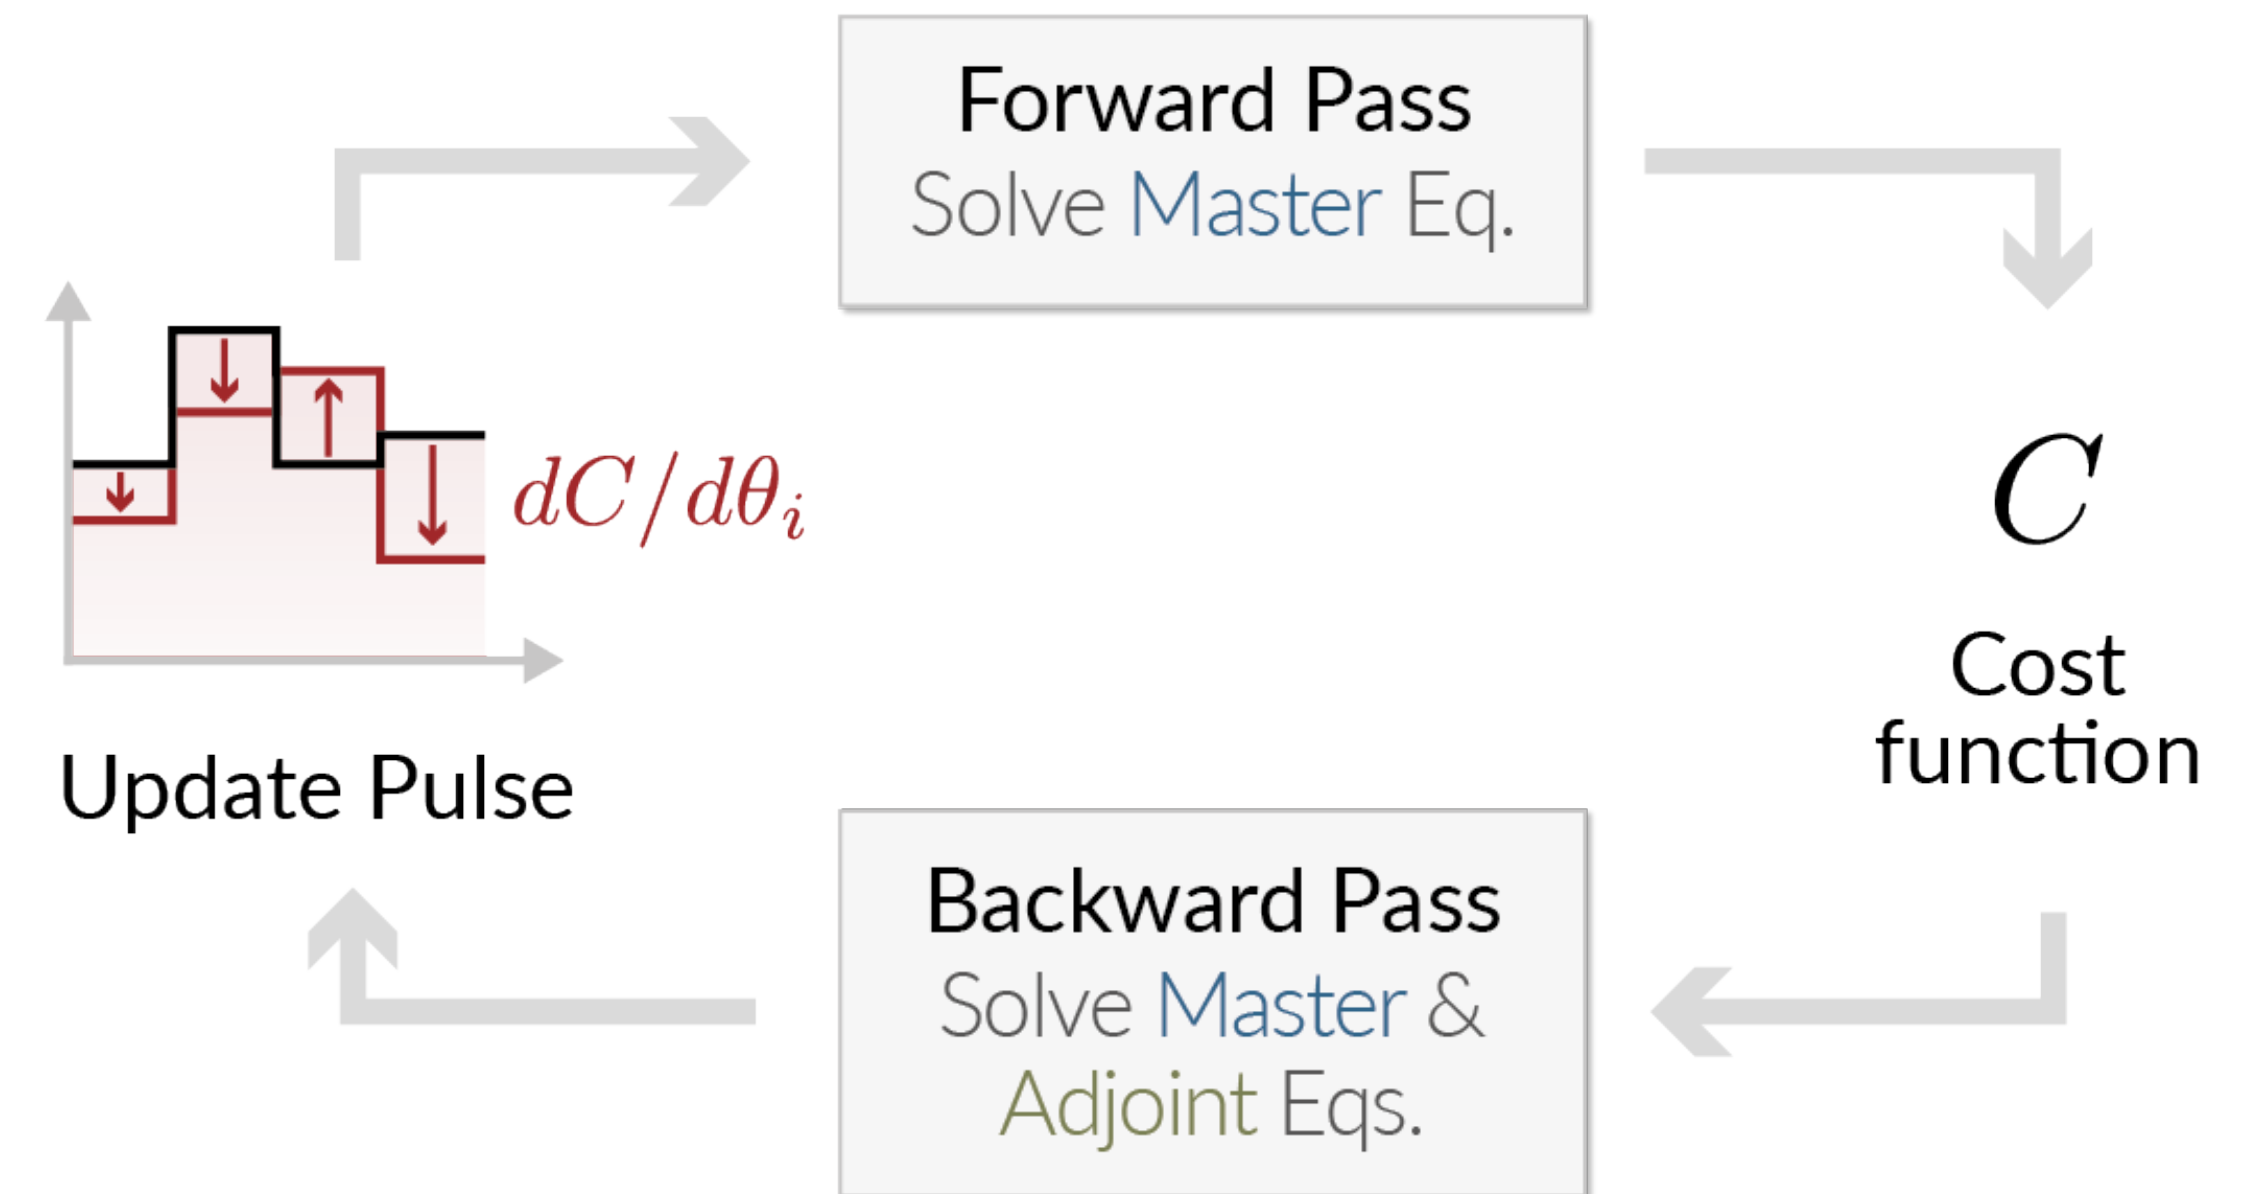 Forward Pass
Solve Master Eq.
C
Cost
function
dC/dθ_i
Update Pulse
Backward Pass
Solve Master &
Adjoint Eqs.